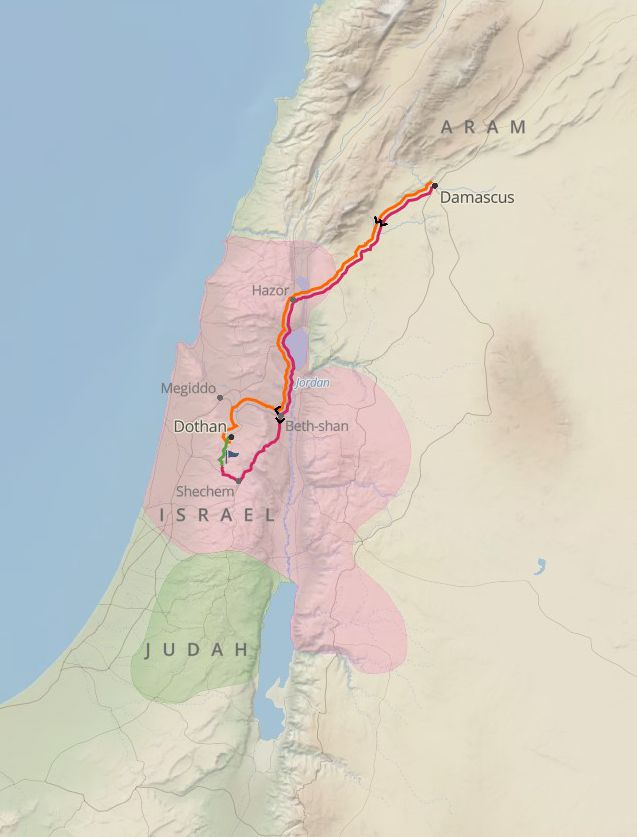 ARAM
Damascus
Hazor
Jordan
Megiddo
Dothan
Beth-shan
Shechem
ISRAEL
JUDAH